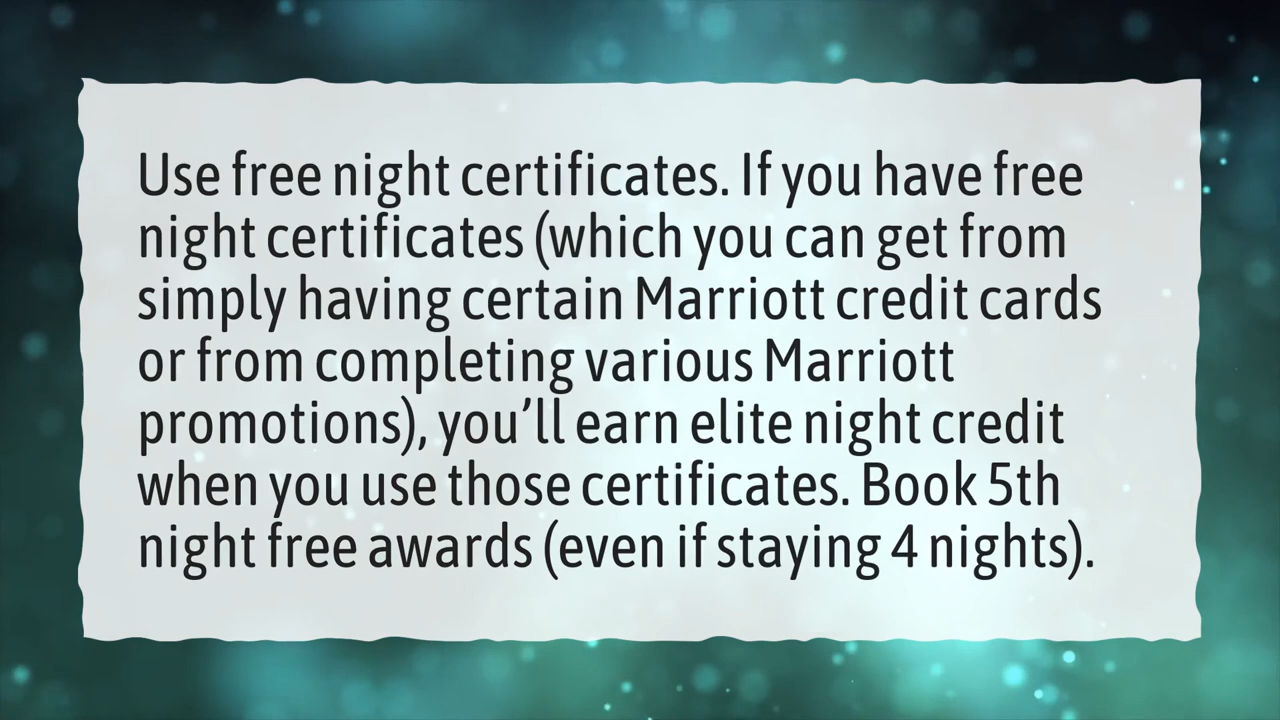 Use free night certificates. If you have free
night certificates (which you can get from
simply having certain Marriott credit cards
or from completing various Marriott
promotions), you’ll earn elite night credit
when you use those certificates. Book 5th
night free awards (even if staying 4 nights).